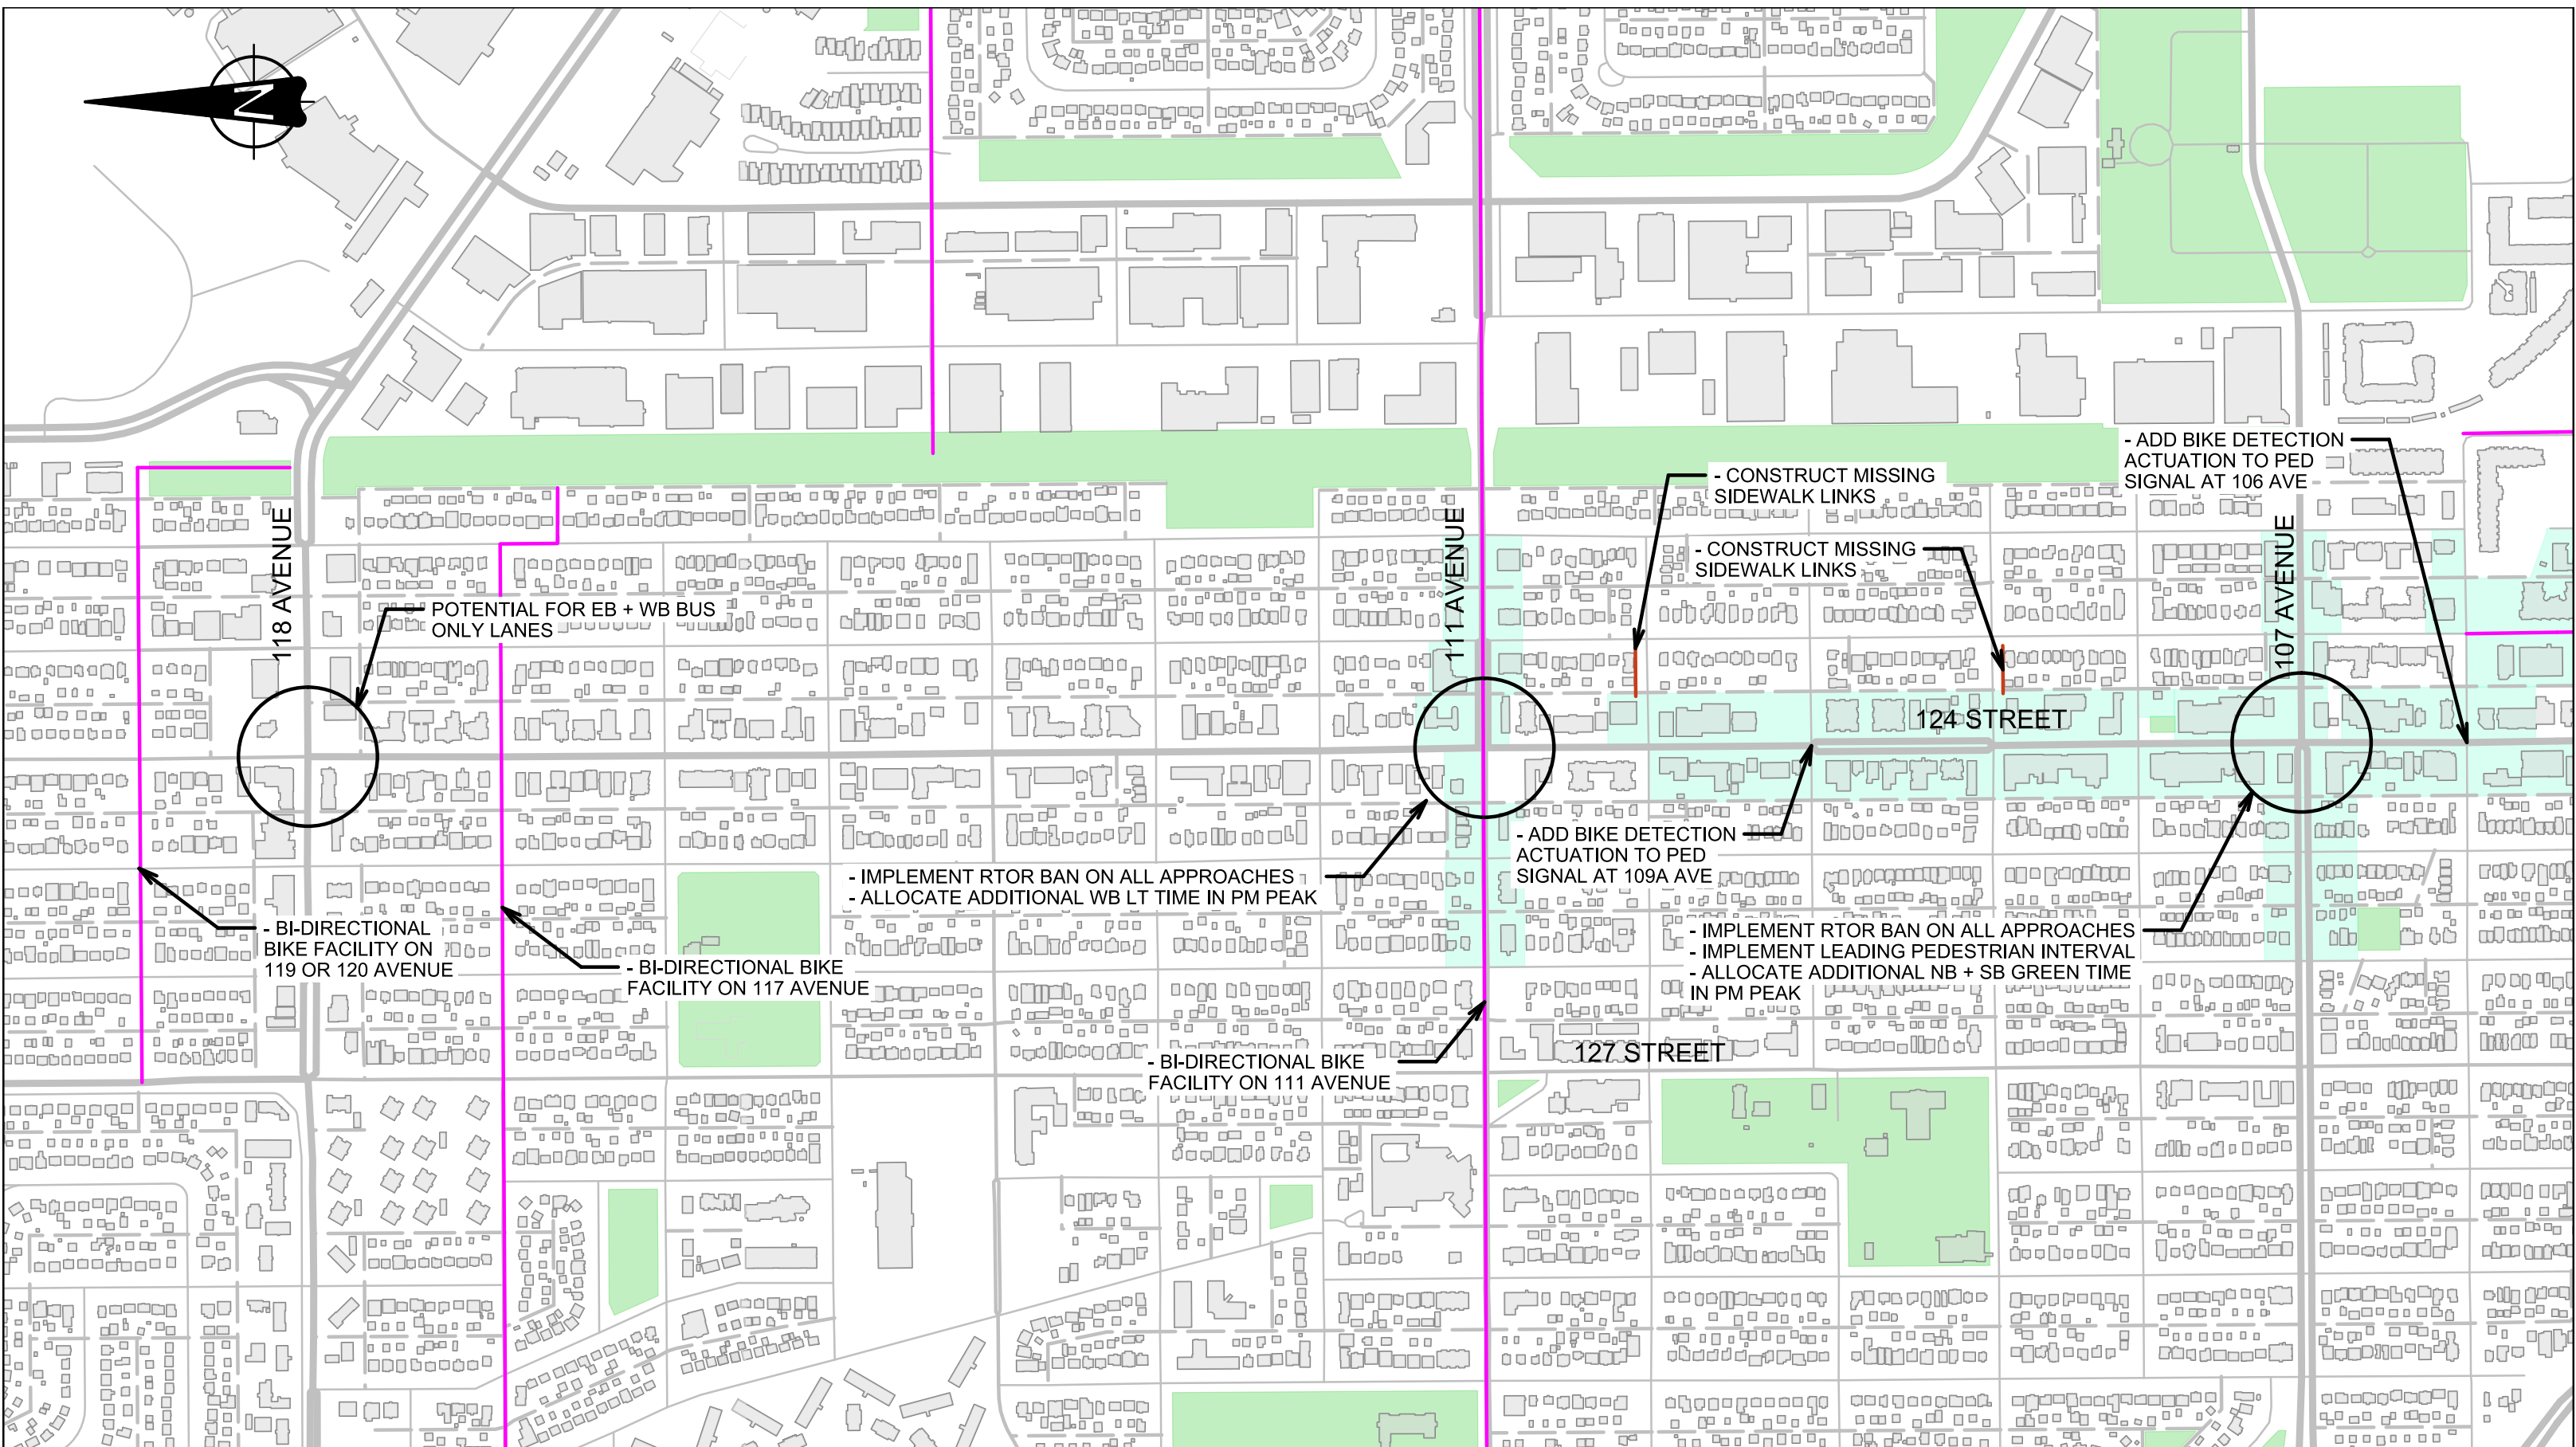 N
- ADD BIKE DETECTION
ACTUATION TO PED
SIGNAL AT 106 AVE
- CONSTRUCT MISSING
SIDEWALK LINKS
118 AVENUE
111 AVENUE
107 AVENUE
- CONSTRUCT MISSING
SIDEWALK LINKS
POTENTIAL FOR EB + WB BUS
ONLY LANES
124 STREET
- ADD BIKE DETECTION
ACTUATION TO PED
SIGNAL AT 109A AVE
- IMPLEMENT RTOR BAN ON ALL APPROACHES
- ALLOCATE ADDITIONAL WB LT TIME IN PM PEAK
- BI-DIRECTIONAL
BIKE FACILITY ON
119 OR 120 AVENUE
- BI-DIRECTIONAL BIKE
FACILITY ON 117 AVENUE
- IMPLEMENT RTOR BAN ON ALL APPROACHES
- IMPLEMENT LEADING PEDESTRIAN INTERVAL
- ALLOCATE ADDITIONAL NB + SB GREEN TIME
IN PM PEAK
- BI-DIRECTIONAL BIKE
FACILITY ON 111 AVENUE
127 STREET